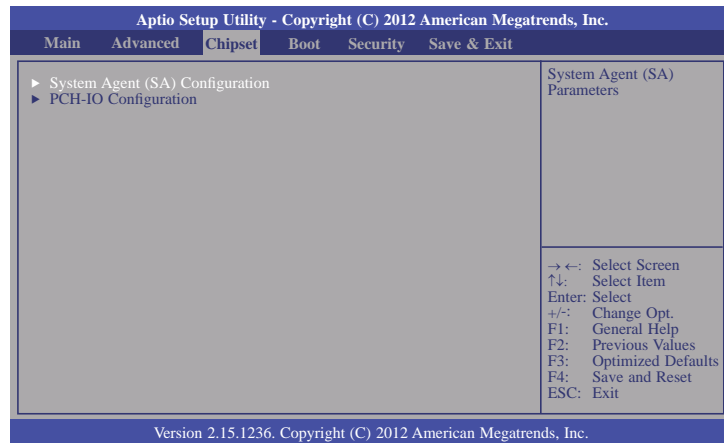 Aptio Setup Utility - Copyright (C) 2012 American Megatrends, Inc.
Main Advanced Chipset Boot Security Save & Exit
► System Agent (SA) Configuration
► PCH-IO Configuration
System Agent (SA)
Parameters
→←: Select Screen
↑↓: Select Item
Enter: Select
+/-: Change Opt.
F1: General Help
F2: Previous Values
F3: Optimized Defaults
F4: Save and Reset
ESC: Exit
Version 2.15.1236. Copyright (C) 2012 American Megatrends, Inc.